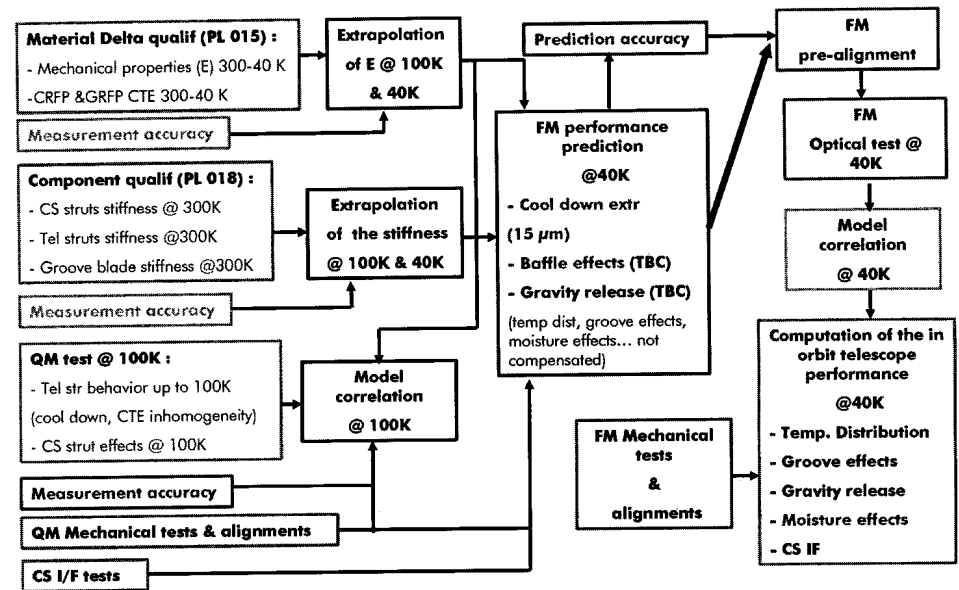 Material Delta qualif (PL 015) :
- Mechanical properties (E) 300-40 K
-CRFP &GRFP CTE 300-40 K
Measurement accuracy
Extrapolation
of E @ 100K
& 40K
Component qualif (PL 018) :
- CS struts stiffness @ 300K
- Tel struts stiffness @300K
- Groove blade stiffness @300K
Measurement accuracy
Extrapolation
of the stiffness
@ 100K & 40K
QM test @ 100K :
- Tel str behavior up to 100K
(cool down, CTE inhomogeneity)
- CS strut effects @ 100K
Model
correlation
@ 100K
Measurement accuracy
QM Mechanical tests & alignments
CS I/F tests
Prediction accuracy
FM performance
prediction
@40K
- Cool down extr
(15 µm)
- Baffle effects (TBC)
- Gravity release (TBC)
(temp dist, groove effects,
moisture effects... not
compensated)
FM
pre-alignment
FM
Optical test @
40K
Model
correlation
@ 40K
FM Mechanical
tests
&
alignments
Computation of the in
orbit telescope
performance
@40K
- Temp. Distribution
- Groove effects
- Gravity release
- Moisture effects
- CS IF